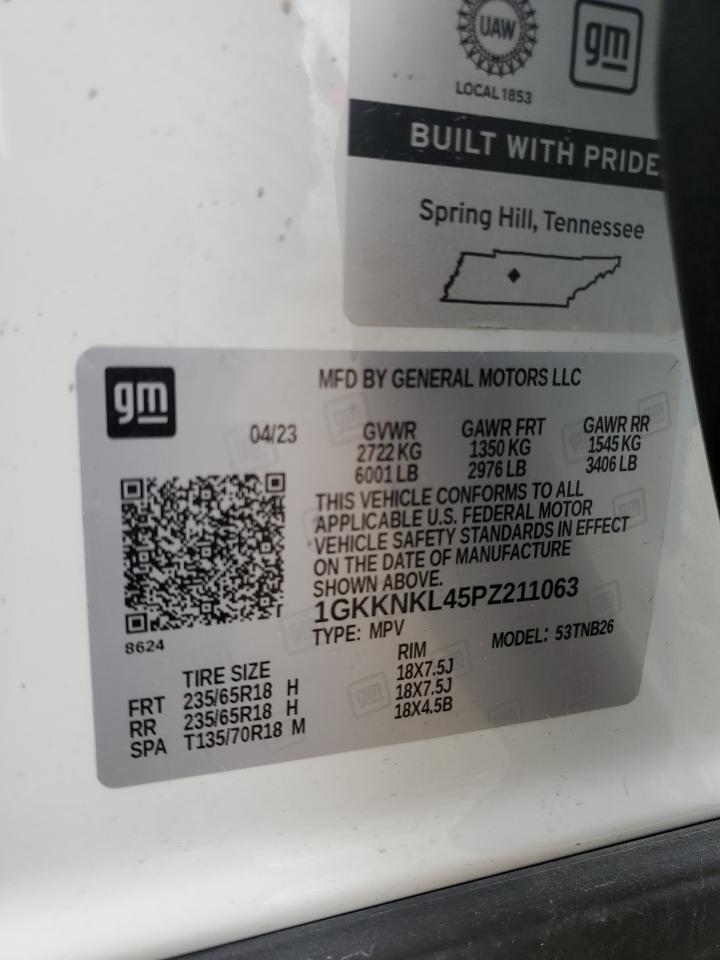 UAW
gm
LOCAL 1853
BUILT WITH PRIDE
Spring Hill, Tennessee
gm
MFD BY GENERAL MOTORS LLC
04/23 GVWR GAWR FRT GAWR RR
2722 KG 1350 KG 1545 KG
6001 LB 2976 LB 3406 LB
THIS VEHICLE CONFORMS TO ALL
APPLICABLE U.S. FEDERAL MOTOR
VEHICLE SAFETY STANDARDS IN EFFECT
ON THE DATE OF MANUFACTURE
SHOWN ABOVE.
1GKKNKL45PZ211063
TYPE: MPV MODEL: 53TNB26
8624
TIRE SIZE RIM
FRT 235/65R18 H 18X7.5J
RR 235/65R18 H 18X7.5J
SPA T135/70R18 M 18X4.5B